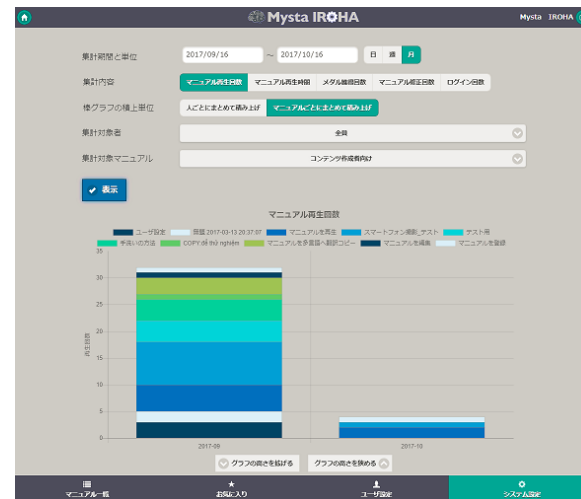 Mysta IROHA
Mysta IROHA
集計期間と単位 2017/09/16 ～ 2017/10/16 日 週 月
集計内容 マニュアル再生回数 マニュアル再生時間 メダル獲得回数 マニュアル修正回数 ログイン回数
棒グラフの積上単位 人ごとにまとめて積み上げ マニュアルごとにまとめて積み上げ
集計対象者 全員
集計対象マニュアル コンテンツ作成者向け
表示
マニュアル再生回数
ユーザ設定 2017-03-13 20:37:07 マニュアルを再生 スマートフォン撮影_テスト テスト用
手洗いの方法 COPY:để thử nghiệm マニュアルを多言語へ翻訳コピー マニュアルを編集 マニュアルを登録
35
30
25
20
15
10
5
0
再生回数
2017-09 2017-10
グラフの高さを拡げる グラフの高さを狭める
マニュアル一覧 お気に入り ユーザ設定 システム設定